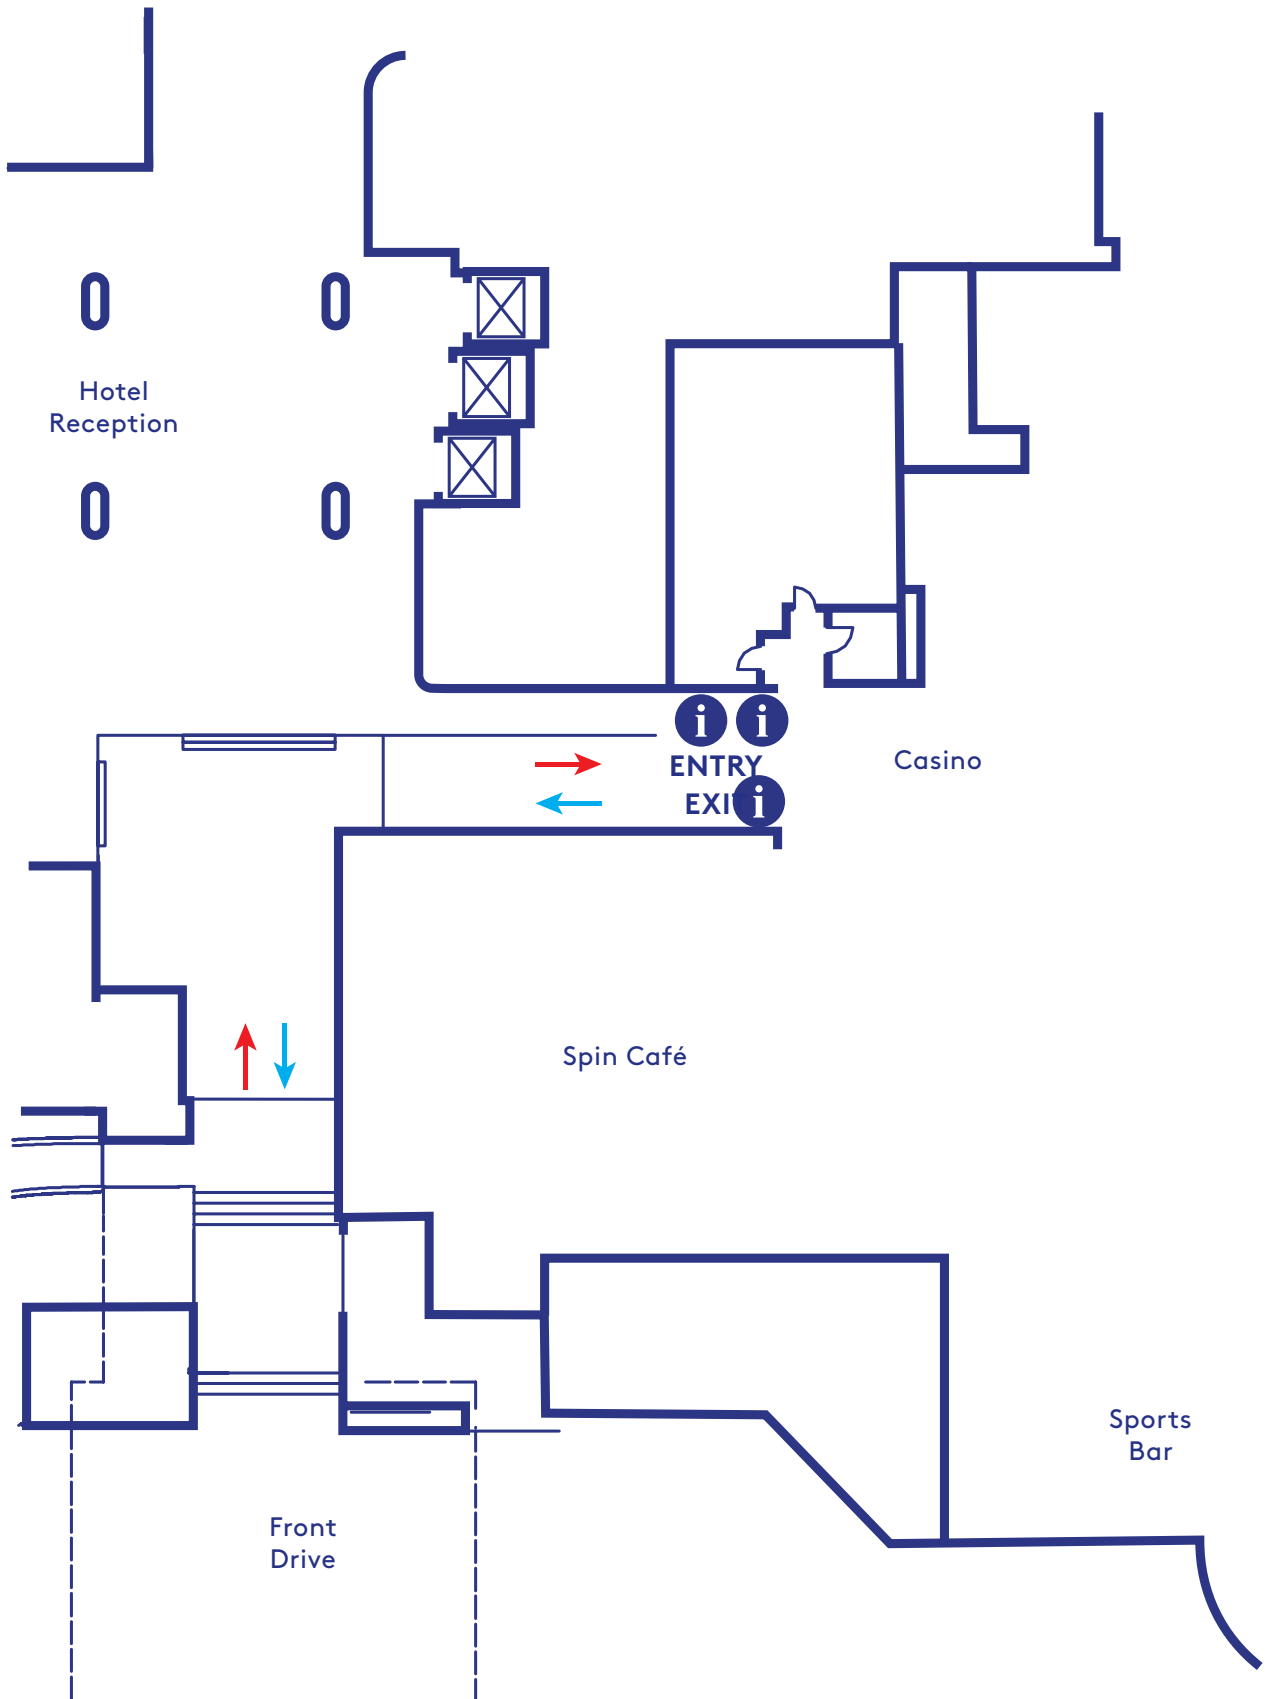 Hotel
Reception
i
i
ENTRY
Casino
EXIT
i
Spin Café
Sports
Bar
Front
Drive